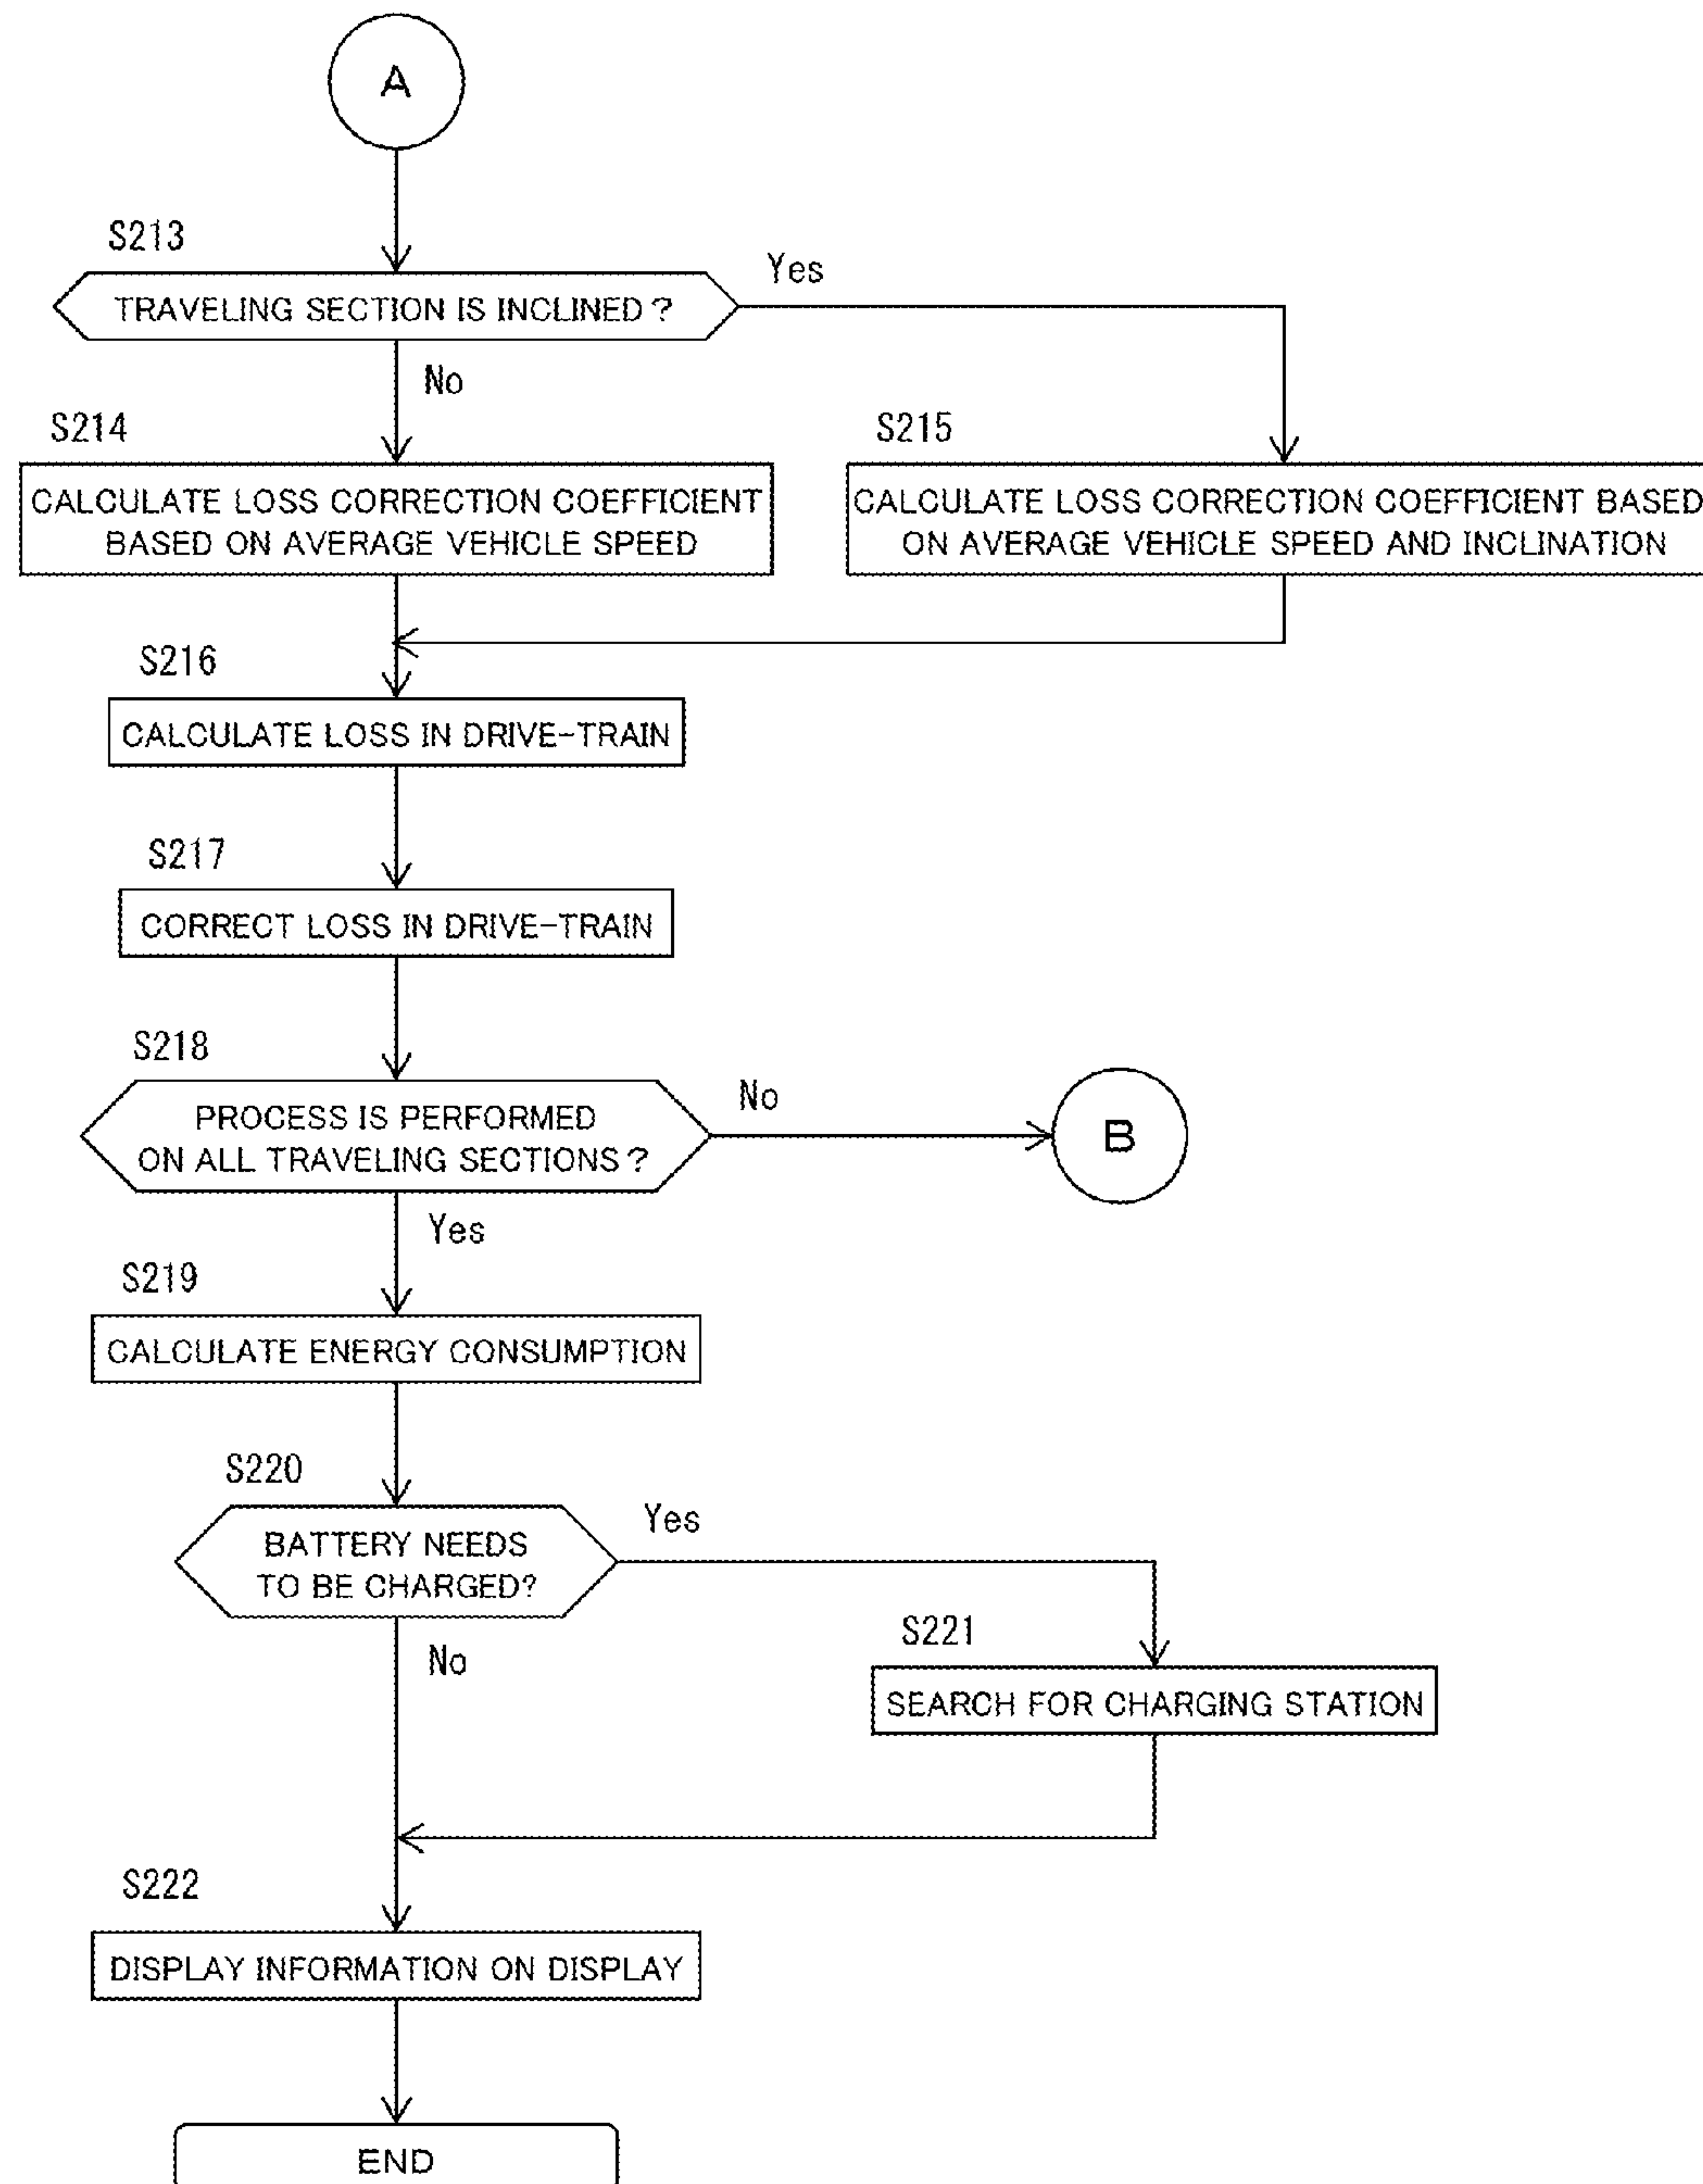 A
S213
TRAVELING SECTION IS INCLINED ?
Yes
No
S214
CALCULATE LOSS CORRECTION COEFFICIENT
BASED ON AVERAGE VEHICLE SPEED
S215
CALCULATE LOSS CORRECTION COEFFICIENT BASED
ON AVERAGE VEHICLE SPEED AND INCLINATION
S216
CALCULATE LOSS IN DRIVE-TRAIN
S217
CORRECT LOSS IN DRIVE-TRAIN
S218
PROCESS IS PERFORMED
ON ALL TRAVELING SECTIONS ?
No
B
Yes
S219
CALCULATE ENERGY CONSUMPTION
S220
BATTERY NEEDS
TO BE CHARGED?
Yes
No
S221
SEARCH FOR CHARGING STATION
S222
DISPLAY INFORMATION ON DISPLAY
END